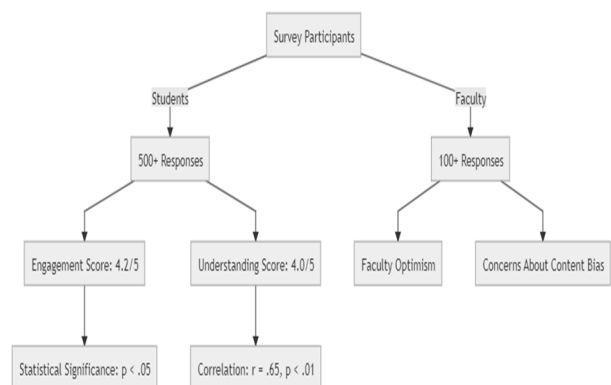 Survey Participants
Students
Faculty
500+ Responses
100+ Responses
Engagement Score: 4.2/5
Understanding Score: 4.0/5
Faculty Optimism
Concerns About Content Bias
Statistical Significance: p < .05
Correlation: r = .65, p < .01